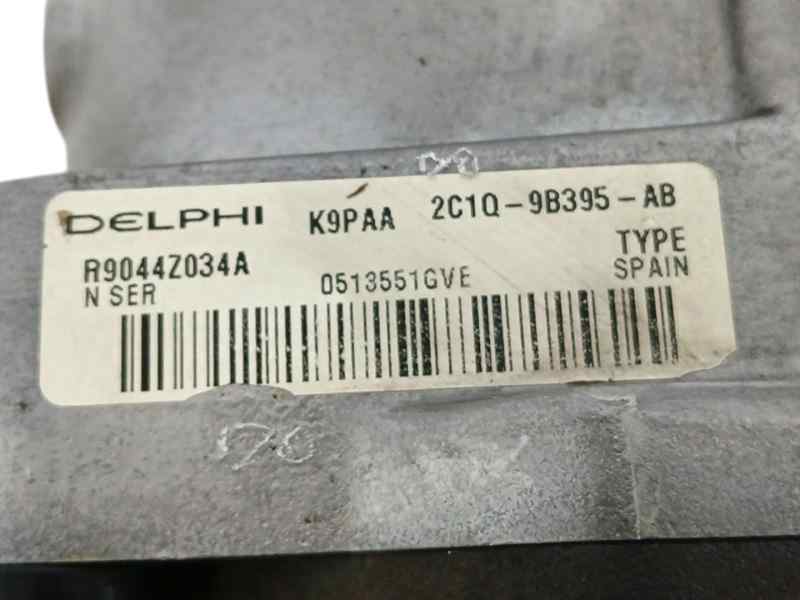 DELPHI K9PAA 2C1Q-9B395-AB
R9044Z034A TYPE
N SER 0513551GVE SPAIN